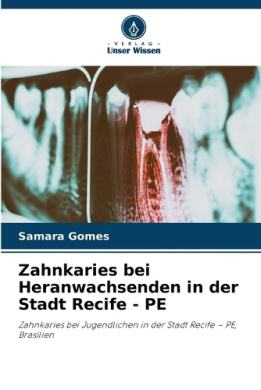 - VERLAG -
Unser Wissen
Samara Gomes
Zahnkaries bei
Heranwachsenden in der
Stadt Recife - PE
Zahnkaries bei Jugendlichen in der Stadt Recife – PE,
Brasilien